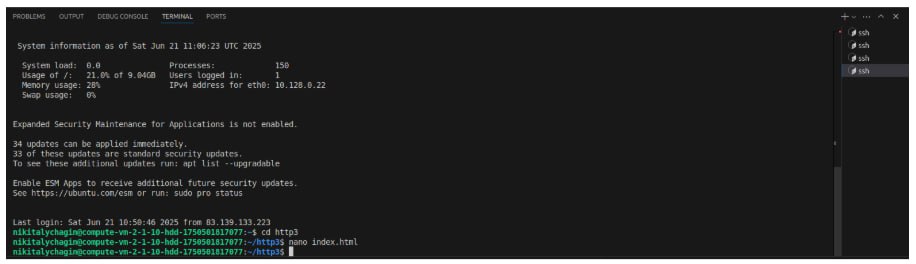 PROBLEMS OUTPUT DEBUG CONSOLE TERMINAL PORTS
ssh
ssh
ssh
ssh
System information as of Sat Jun 21 11:06:23 UTC 2025
System load: 0.0 Processes: 150
Usage of /: 21.0% of 9.04GB Users logged in: 1
Memory usage: 20% IPv4 address for eth0: 10.128.0.22
Swap usage: 0%
Expanded Security Maintenance for Applications is not enabled.
34 updates can be applied immediately.
33 of these updates are standard security updates.
To see these additional updates run: apt list --upgradable
Enable ESM Apps to receive additional future security updates.
See https://ubuntu.com/esm or run: sudo pro status
Last login: Sat Jun 21 10:50:46 2025 from 83.139.133.223
nikitalychagin@compute-vm-2-1-10-hdd-1750501817077:~$ cd http3
nikitalychagin@compute-vm-2-1-10-hdd-1750501817077:~/http3$ nano index.html
nikitalychagin@compute-vm-2-1-10-hdd-1750501817077:~/http3$